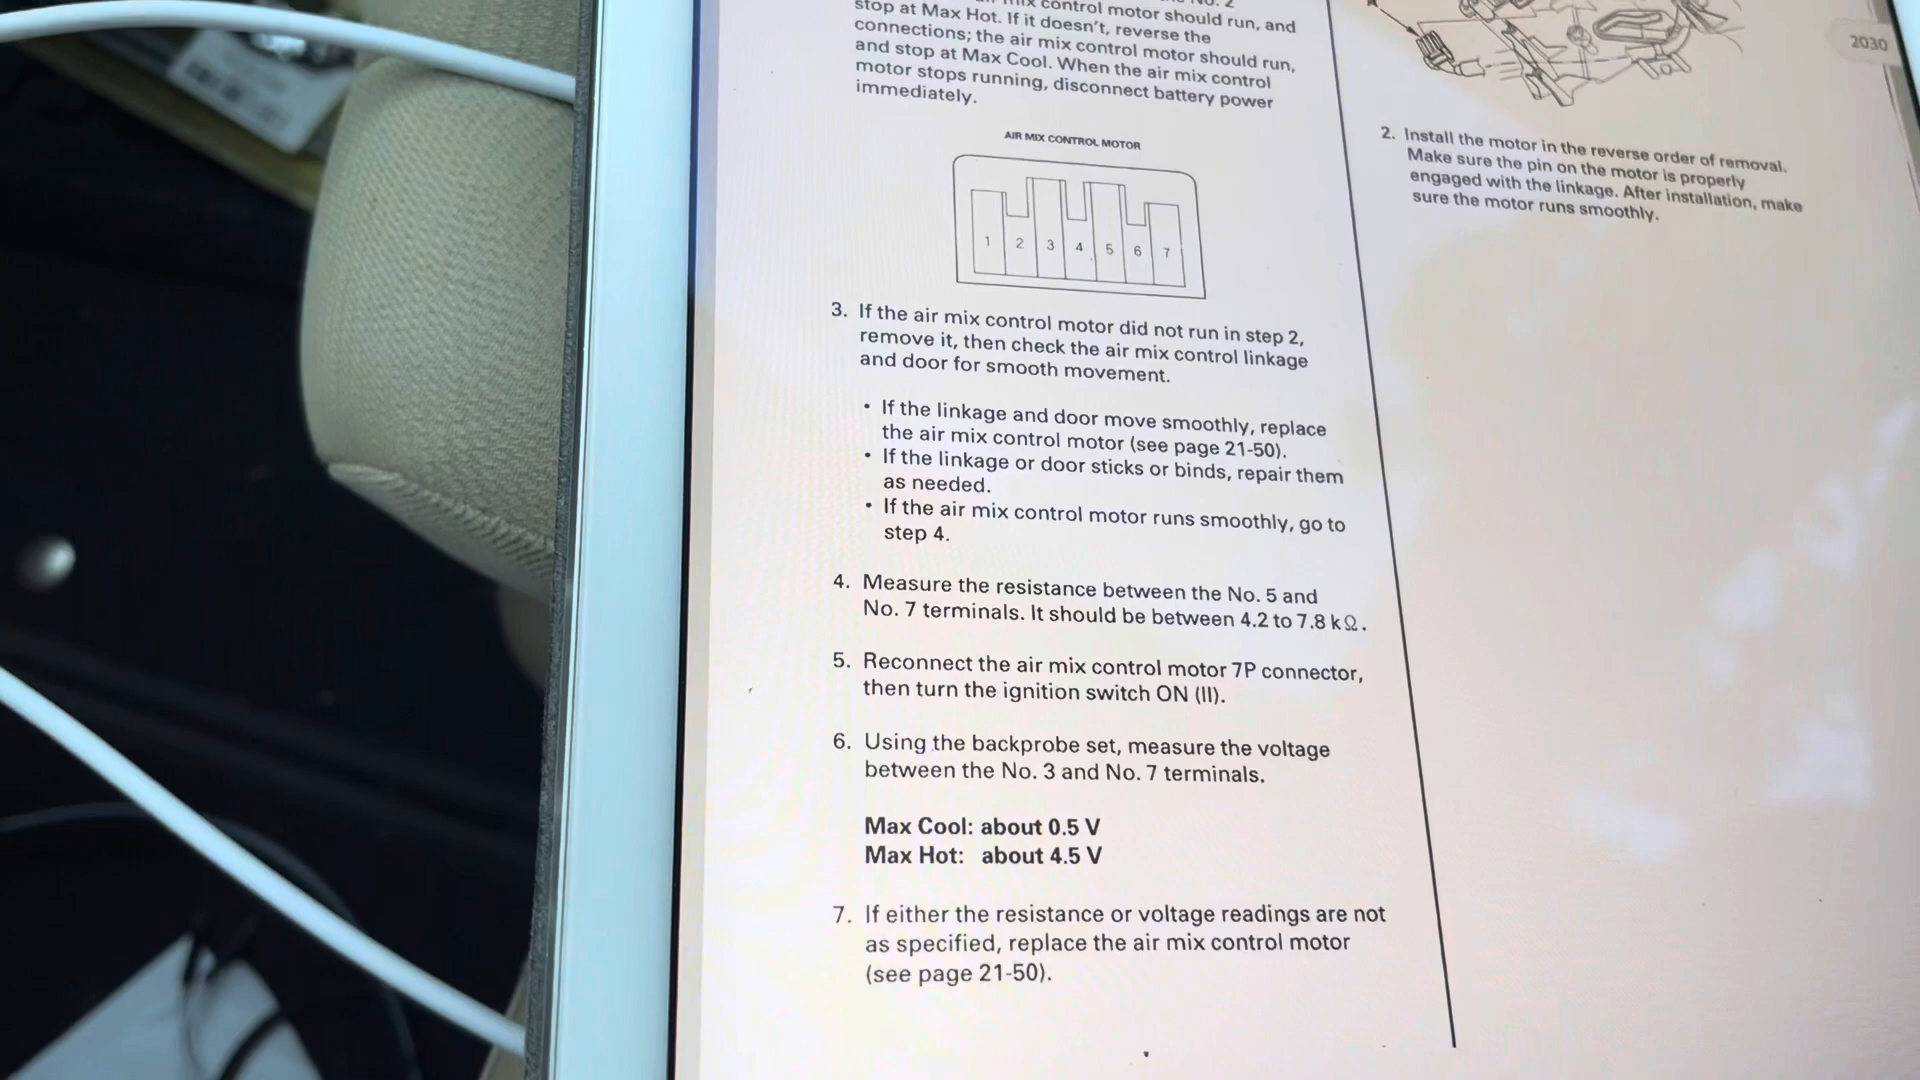 No. 2
mix control motor should run, and
stop at Max Hot. If it doesn't, reverse the
connections; the air mix control motor should run,
and stop at Max Cool. When the air mix control
motor stops running, disconnect battery power
immediately.
AIR MIX CONTROL MOTOR
1 2 3 4 5 6 7
3. If the air mix control motor did not run in step 2,
remove it, then check the air mix control linkage
and door for smooth movement.
• If the linkage and door move smoothly, replace
the air mix control motor (see page 21-50).
• If the linkage or door sticks or binds, repair them
as needed.
• If the air mix control motor runs smoothly, go to
step 4.
4. Measure the resistance between the No. 5 and
No. 7 terminals. It should be between 4.2 to 7.8 kΩ.
5. Reconnect the air mix control motor 7P connector,
then turn the ignition switch ON (II).
6. Using the backprobe set, measure the voltage
between the No. 3 and No. 7 terminals.
Max Cool: about 0.5 V
Max Hot: about 4.5 V
7. If either the resistance or voltage readings are not
as specified, replace the air mix control motor
(see page 21-50).
2030
2. Install the motor in the reverse order of removal.
Make sure the pin on the motor is properly
engaged with the linkage. After installation, make
sure the motor runs smoothly.